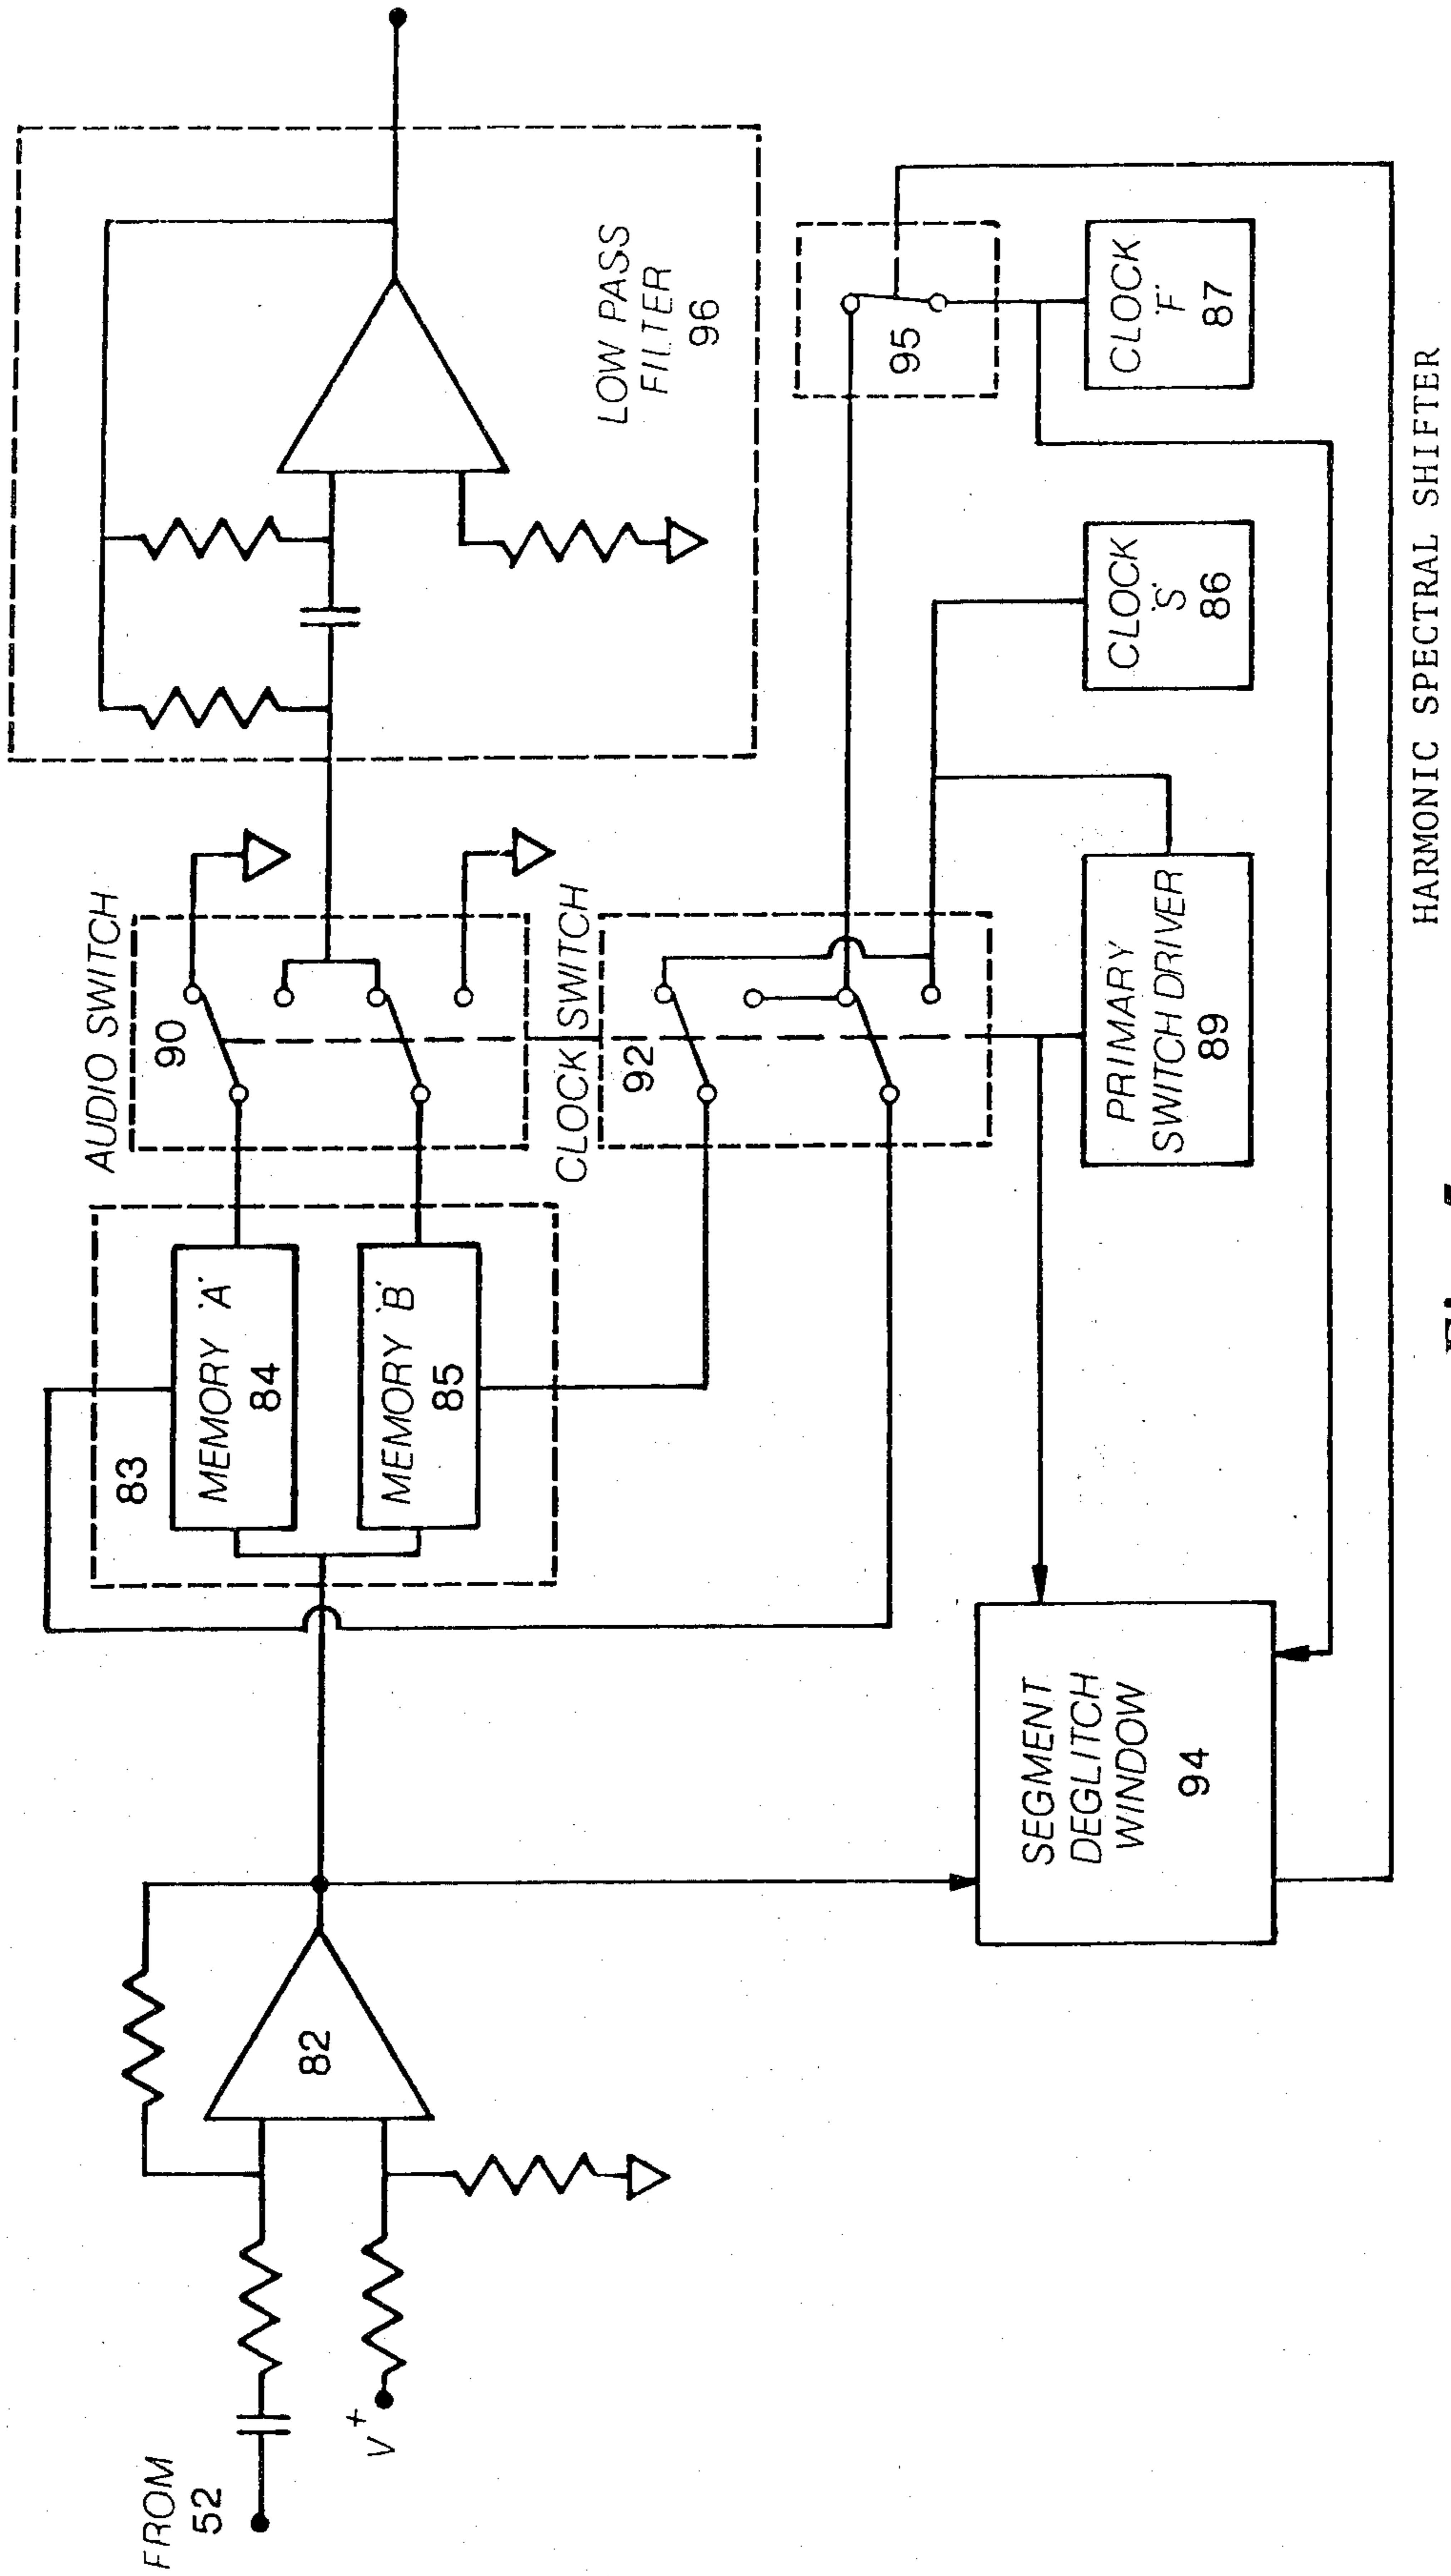 FROM
52
V+
82
83
MEMORY 'A'
84
MEMORY 'B'
85
AUDIO SWITCH
90
CLOCK SWITCH
92
LOW PASS
FILTER
96
95
SEGMENT
DEGLITCH
WINDOW
94
PRIMARY
SWITCH DRIVER
89
CLOCK
'S'
86
CLOCK
'F'
87
HARMONIC SPECTRAL SHIFTER